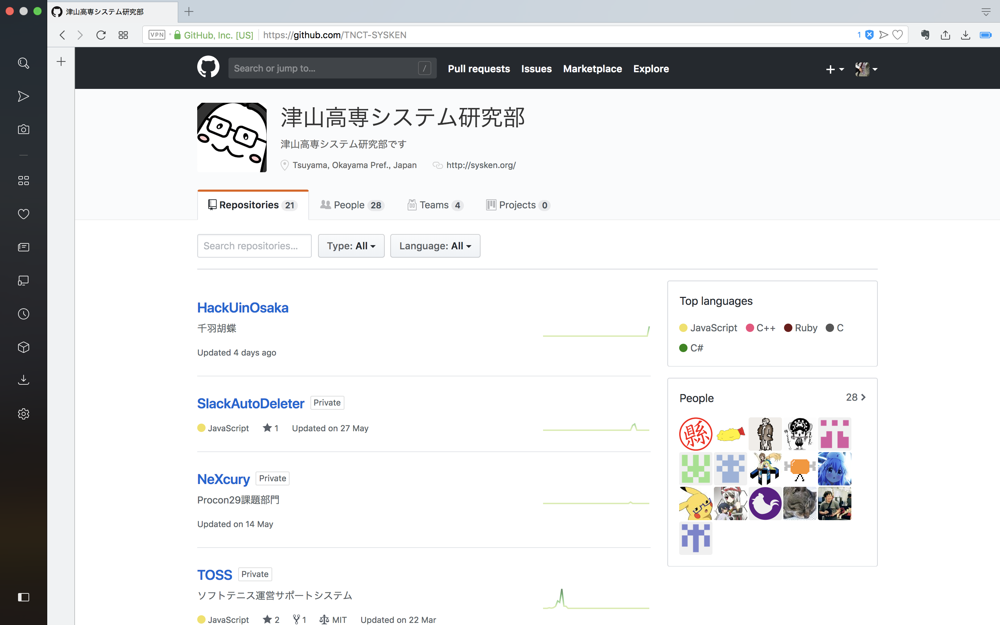 津山高専システム研究部
VPN GitHub, Inc. [US] https://github.com/TNCT-SYSKEN 1
Search or jump to... / Pull requests Issues Marketplace Explore
津山高専システム研究部
津山高専システム研究部です
Tsuyama, Okayama Pref., Japan http://sysken.org/
Repositories 21 People 28 Teams 4 Projects 0
Search repositories... Type: All Language: All
HackUinOsaka
千羽胡蝶
Updated 4 days ago
SlackAutoDeleter Private
JavaScript 1 Updated on 27 May
NeXcury Private
Procon29課題部門
Updated on 14 May
TOSS Private
ソフトテニス運営サポートシステム
JavaScript 2 1 MIT Updated on 22 Mar
Top languages
JavaScript C++ Ruby C
C#
People 28
縣